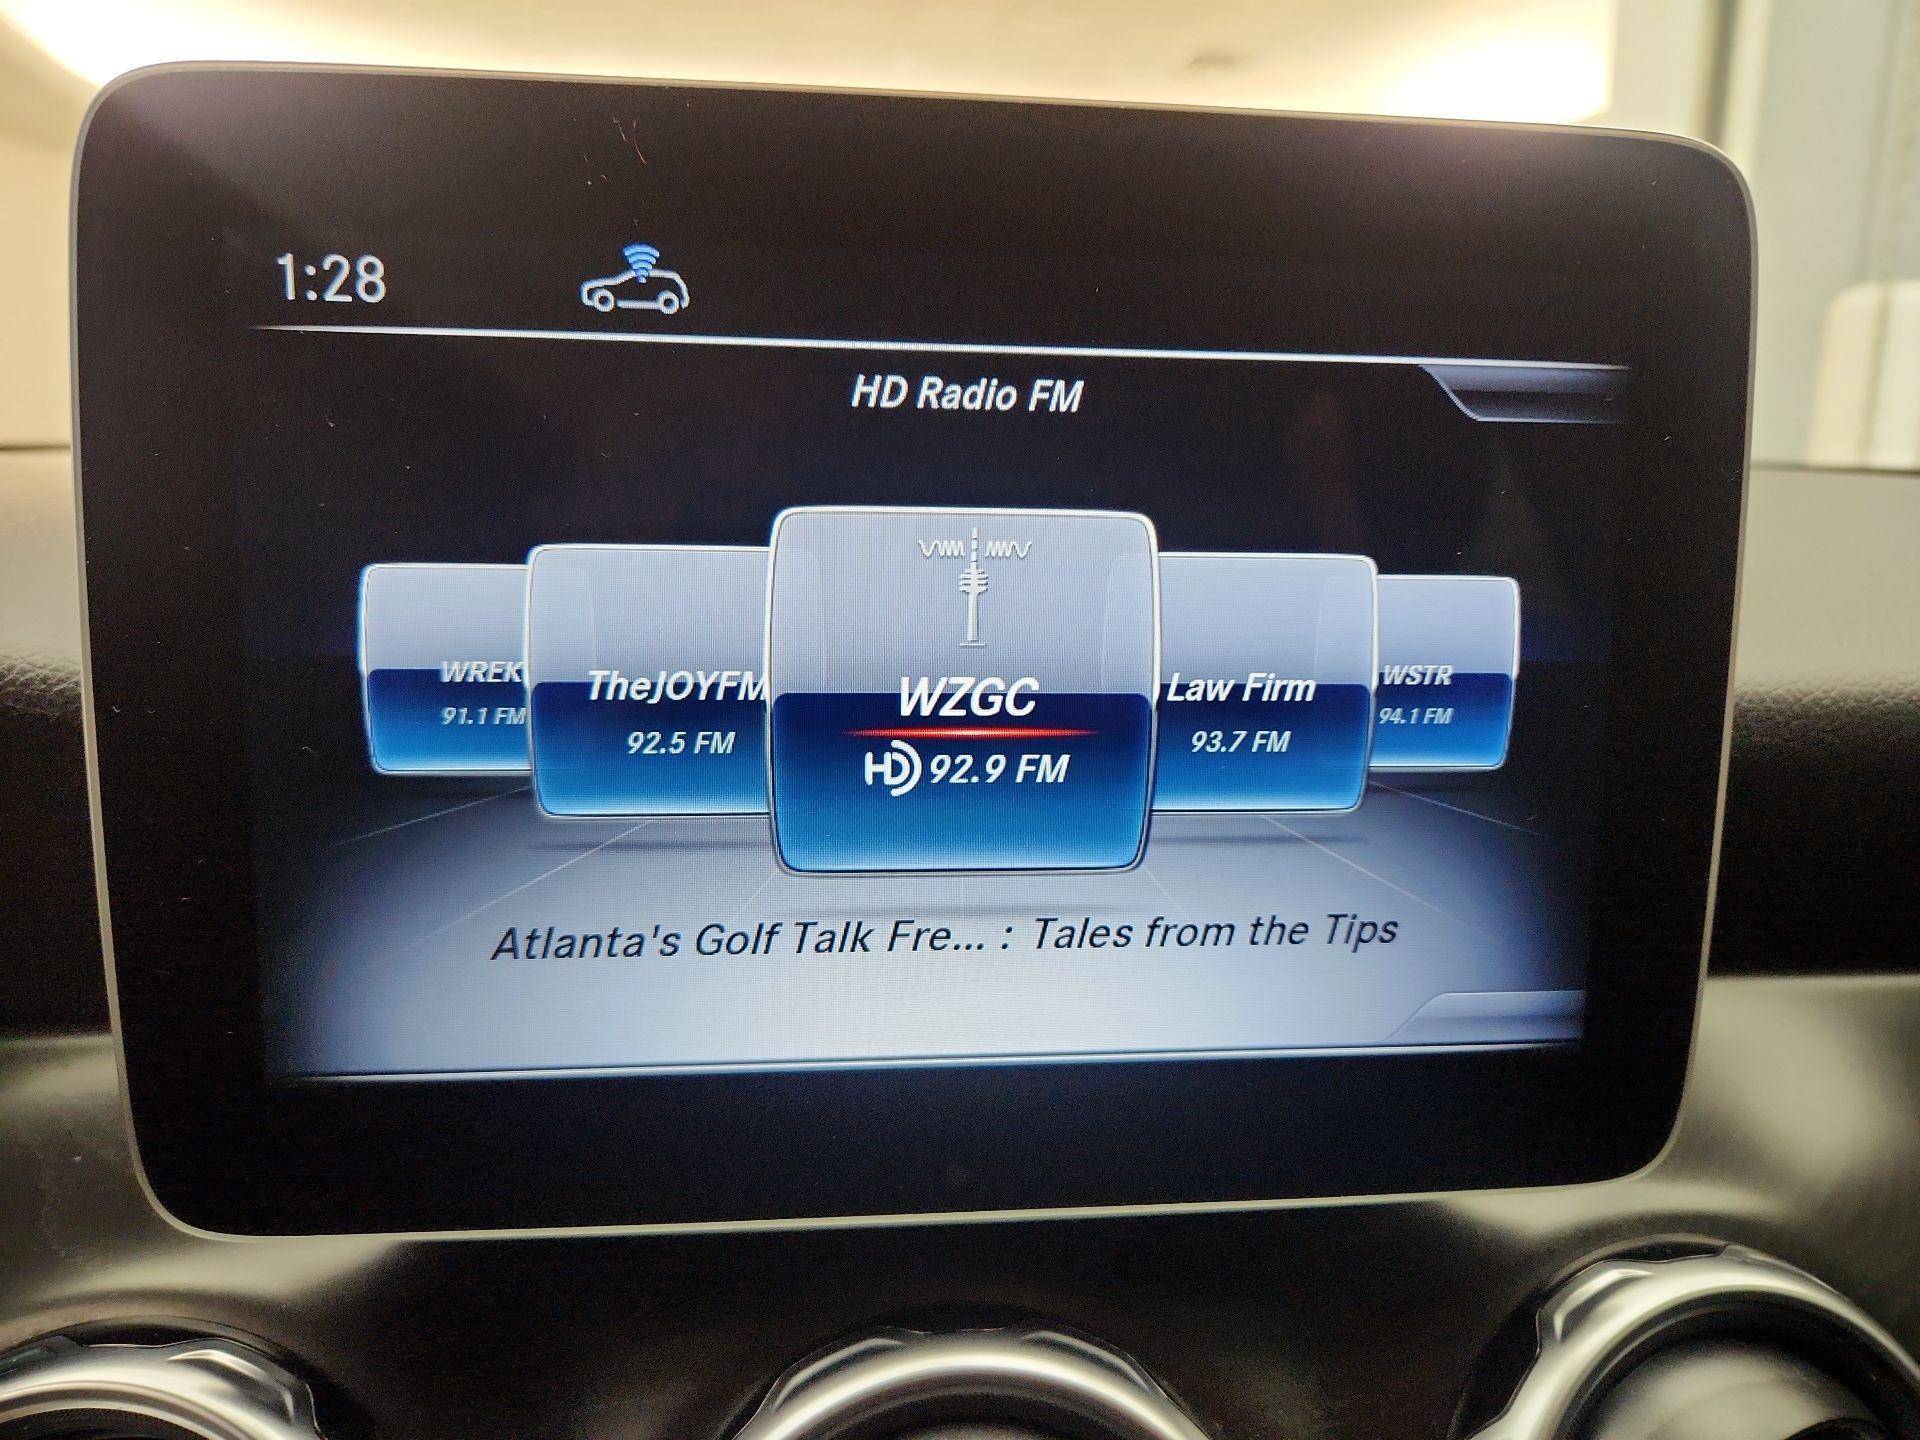 1:28
HD Radio FM
WREK
91.1 FM
TheJOYFM
92.5 FM
WZGC
HD 92.9 FM
Law Firm
93.7 FM
WSTR
94.1 FM
Atlanta's Golf Talk Fre... : Tales from the Tips